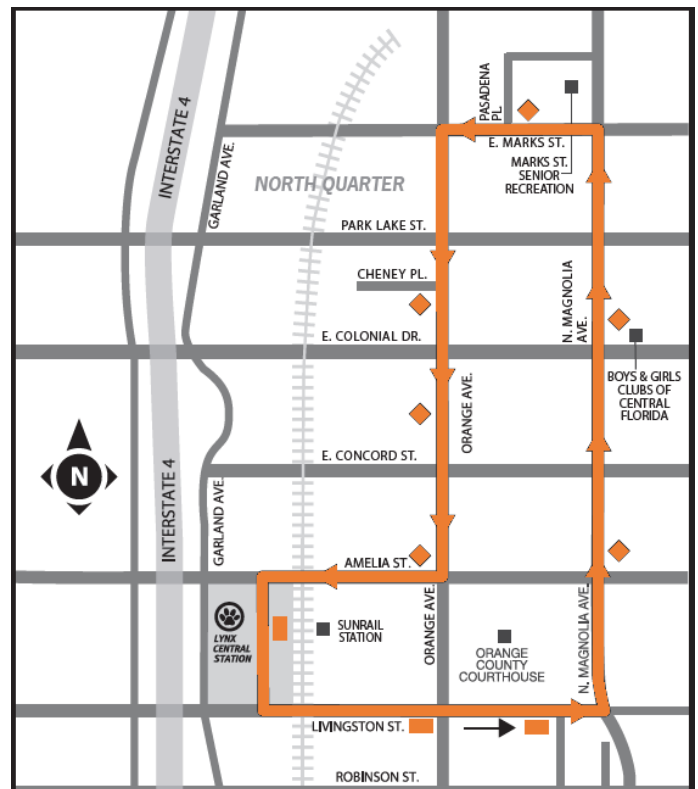 INTERSTATE 4
GARLAND AVE.
PASADENA
PL.
E. MARKS ST.
MARKS ST.
SENIOR
RECREATION
NORTH QUARTER
PARK LAKE ST.
CHENEY PL.
N. MAGNOLIA
AVE.
E. COLONIAL DR.
BOYS & GIRLS
CLUBS OF
CENTRAL
FLORIDA
ORANGE AVE.
E. CONCORD ST.
N
INTERSTATE 4
GARLAND AVE.
AMELIA ST.
LYNX
CENTRAL
STATION
SUNRAIL
STATION
ORANGE AVE.
ORANGE
COUNTY
COURTHOUSE
N. MAGNOLIA AVE.
LIVINGSTON ST.
ROBINSON ST.